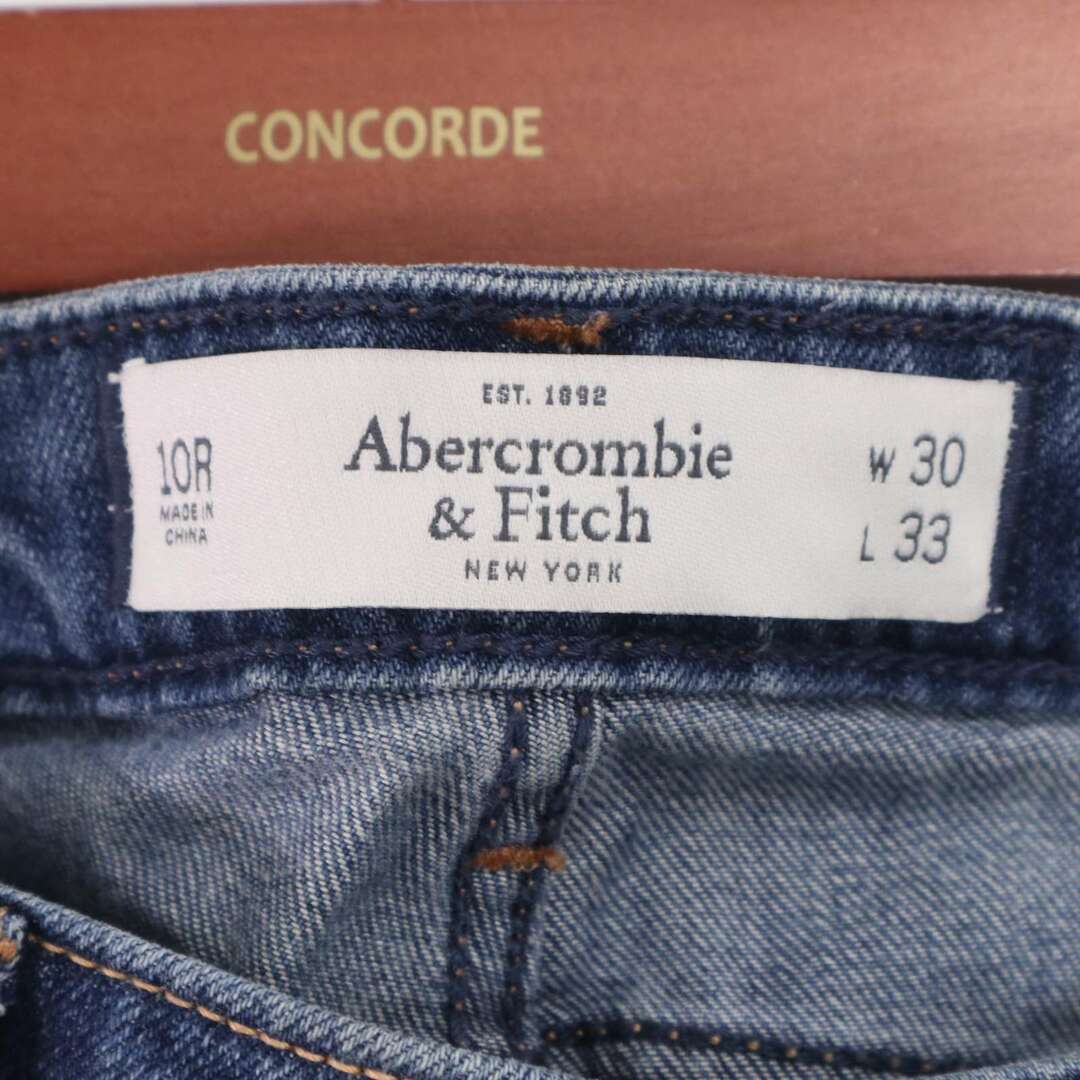 CONCORDE
EST. 1892
Abercrombie
& Fitch
NEW YORK
10R
MADE IN
CHINA
W 30
L 33